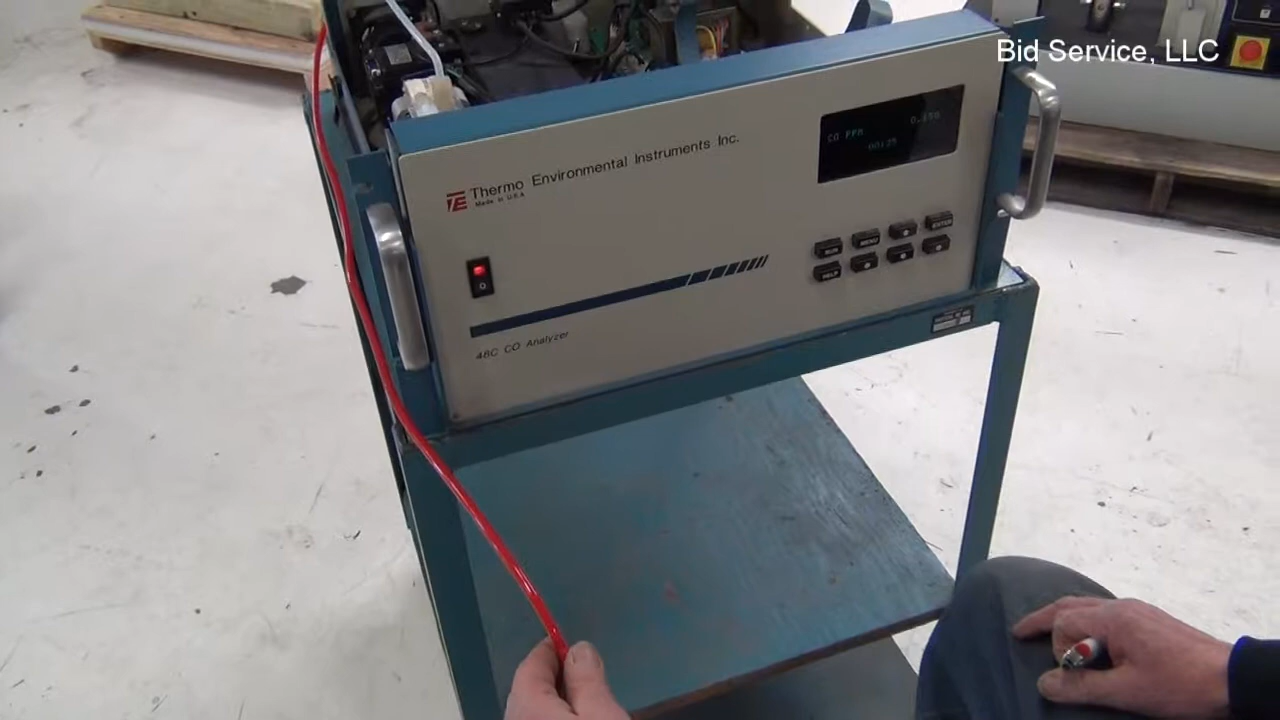 Bid Service, LLC
Thermo Environmental Instruments Inc.
Made in U.S.A.
CO PPM
RUN MENU ENTER
HELP
48C CO Analyzer